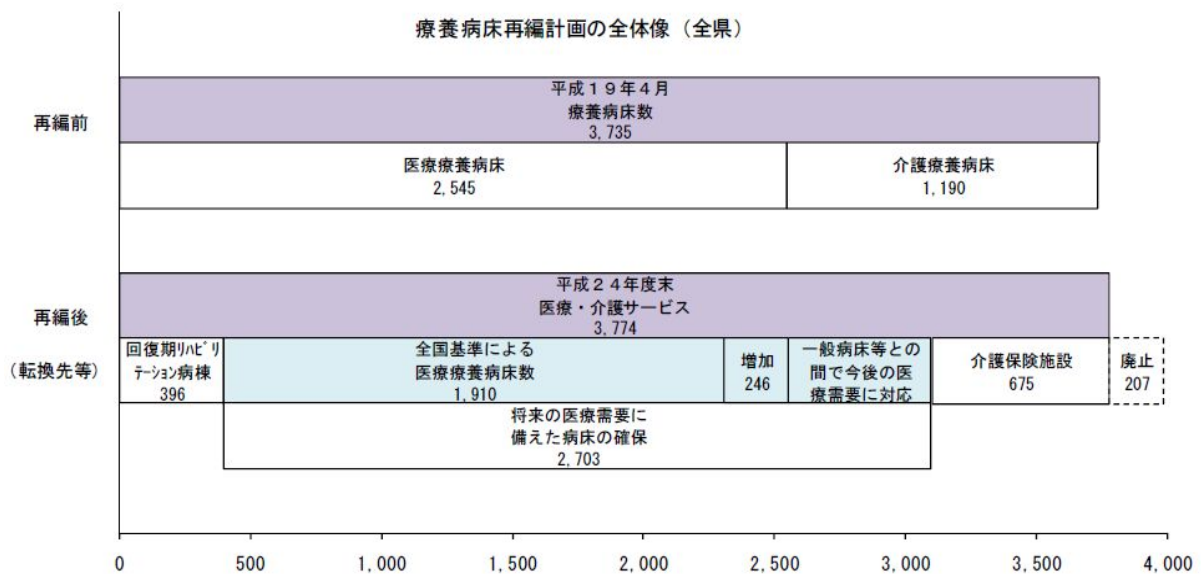 療養病床再編計画の全体像（全県）
再編前
平成１９年４月
療養病床数
3,735
医療療養病床
2,545
介護療養病床
1,190
再編後
（転換先等）
平成２４年度末
医療・介護サービス
3,774
回復期ﾘﾊﾋﾞﾘ
ﾃｰｼｮﾝ病棟
396
全国基準による
医療療養病床数
1,910
増加
246
一般病床等との
間で今後の医
療需要に対応
介護保険施設
675
廃止
207
将来の医療需要に
備えた病床の確保
2,703
0 500 1,000 1,500 2,000 2,500 3,000 3,500 4,000